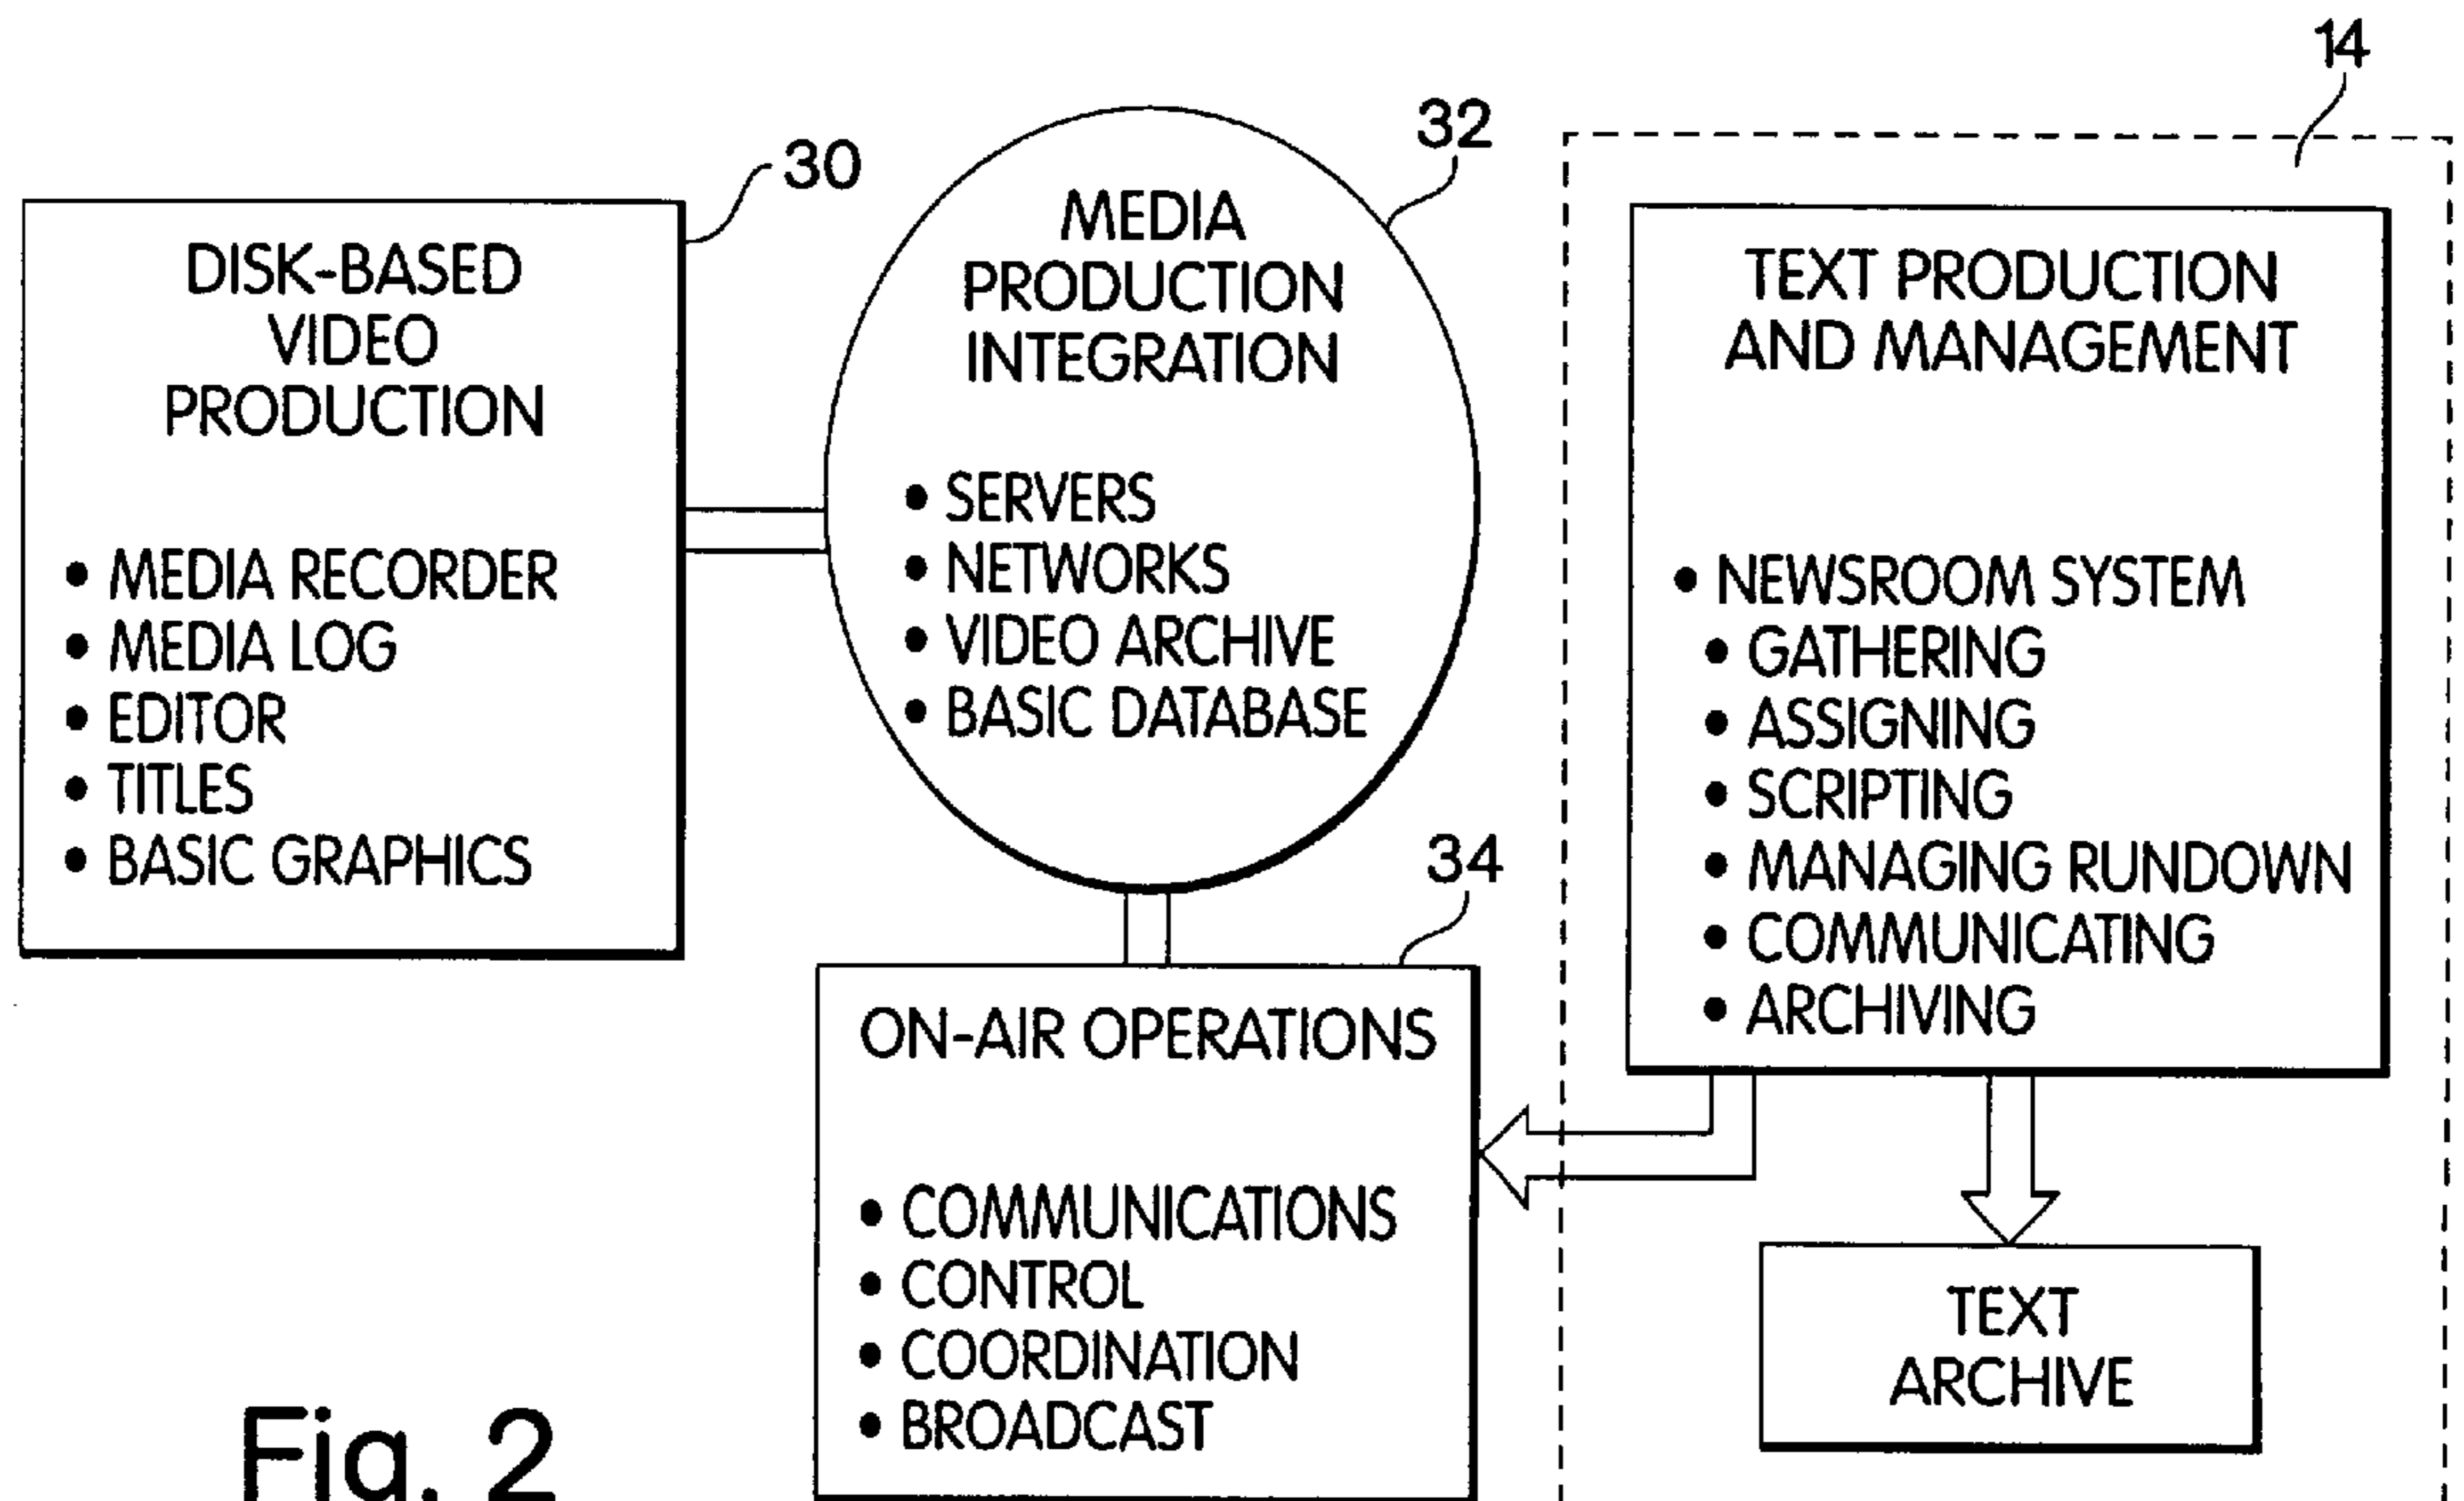 14
30
DISK-BASED
VIDEO
PRODUCTION
• MEDIA RECORDER
• MEDIA LOG
• EDITOR
• TITLES
• BASIC GRAPHICS
32
MEDIA
PRODUCTION
INTEGRATION
• SERVERS
• NETWORKS
• VIDEO ARCHIVE
• BASIC DATABASE
TEXT PRODUCTION
AND MANAGEMENT
• NEWSROOM SYSTEM
• GATHERING
• ASSIGNING
• SCRIPTING
• MANAGING RUNDOWN
• COMMUNICATING
• ARCHIVING
34
ON-AIR OPERATIONS
• COMMUNICATIONS
• CONTROL
• COORDINATION
• BROADCAST
TEXT
ARCHIVE
Fig. 2